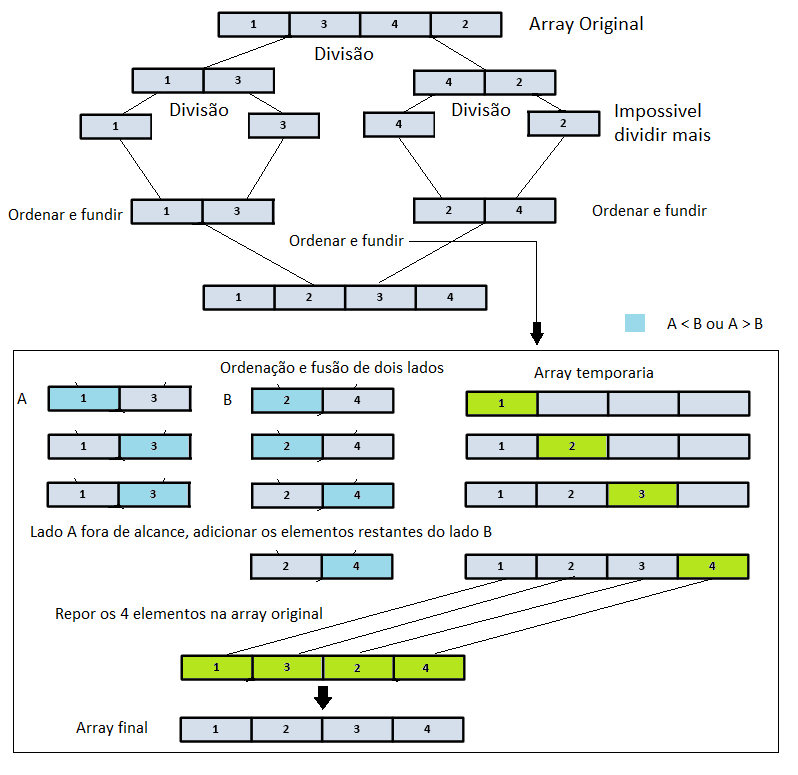 1 3 4 2 Array Original
Divisão
1 3 4 2
Divisão Divisão Impossivel
dividir mais
1 3 4 2
Ordenar e fundir 1 3 2 4 Ordenar e fundir
Ordenar e fundir
1 2 3 4
A < B ou A > B
Ordenação e fusão de dois lados Array temporaria
A 1 3 B 2 4 1
1 3 2 4 1 2
1 3 2 4 1 2 3
Lado A fora de alcance, adicionar os elementos restantes do lado B
2 4 1 2 3 4
Repor os 4 elementos na array original
1 3 2 4
Array final 1 2 3 4